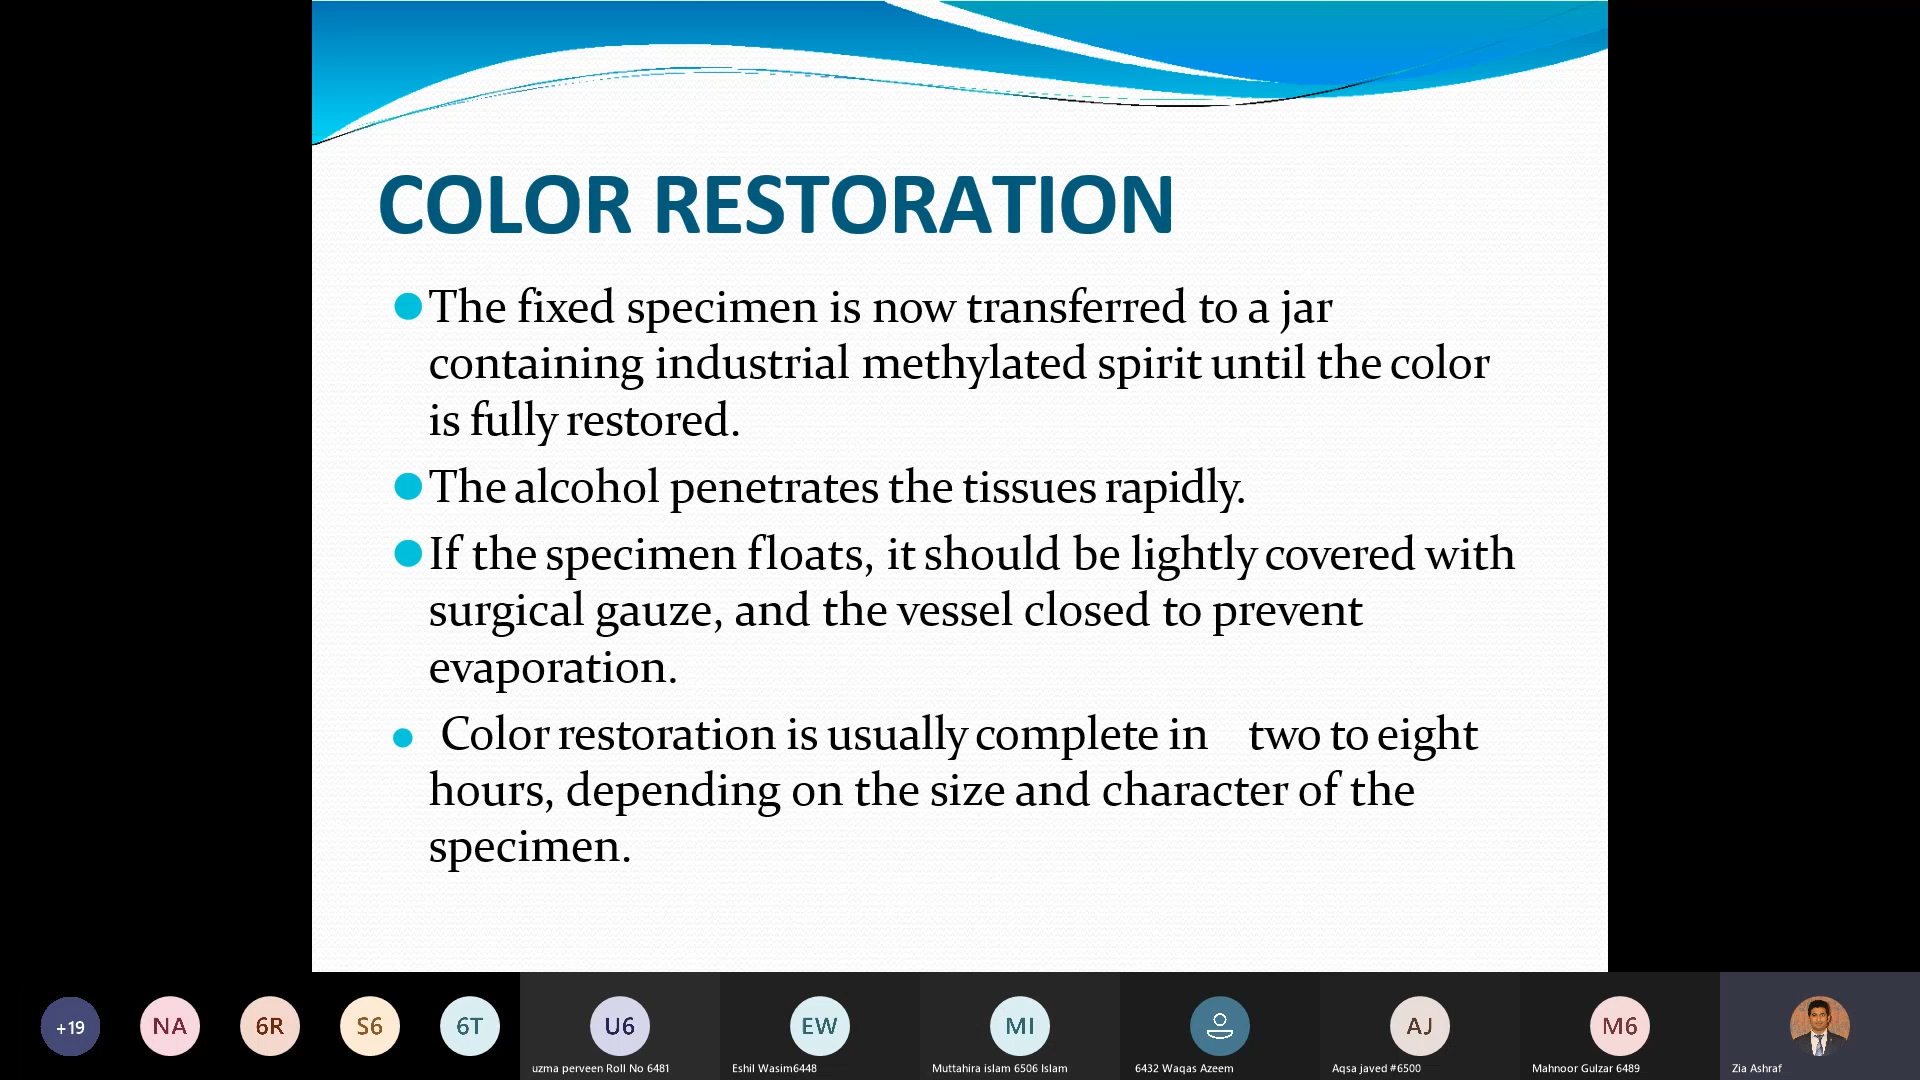 COLOR RESTORATION
The fixed specimen is now transferred to a jar
containing industrial methylated spirit until the color
is fully restored.
The alcohol penetrates the tissues rapidly.
If the specimen floats, it should be lightly covered with
surgical gauze, and the vessel closed to prevent
evaporation.
Color restoration is usually complete in two to eight
hours, depending on the size and character of the
specimen.
+19
NA
6R
S6
6T
U6
EW
MI
AJ
M6
uzma perveen Roll No 6481
Eshil Wasim6448
Muttahira islam 6506 Islam
6432 Waqas Azeem
Aqsa javed #6500
Mahnoor Gulzar 6489
Zia Ashraf